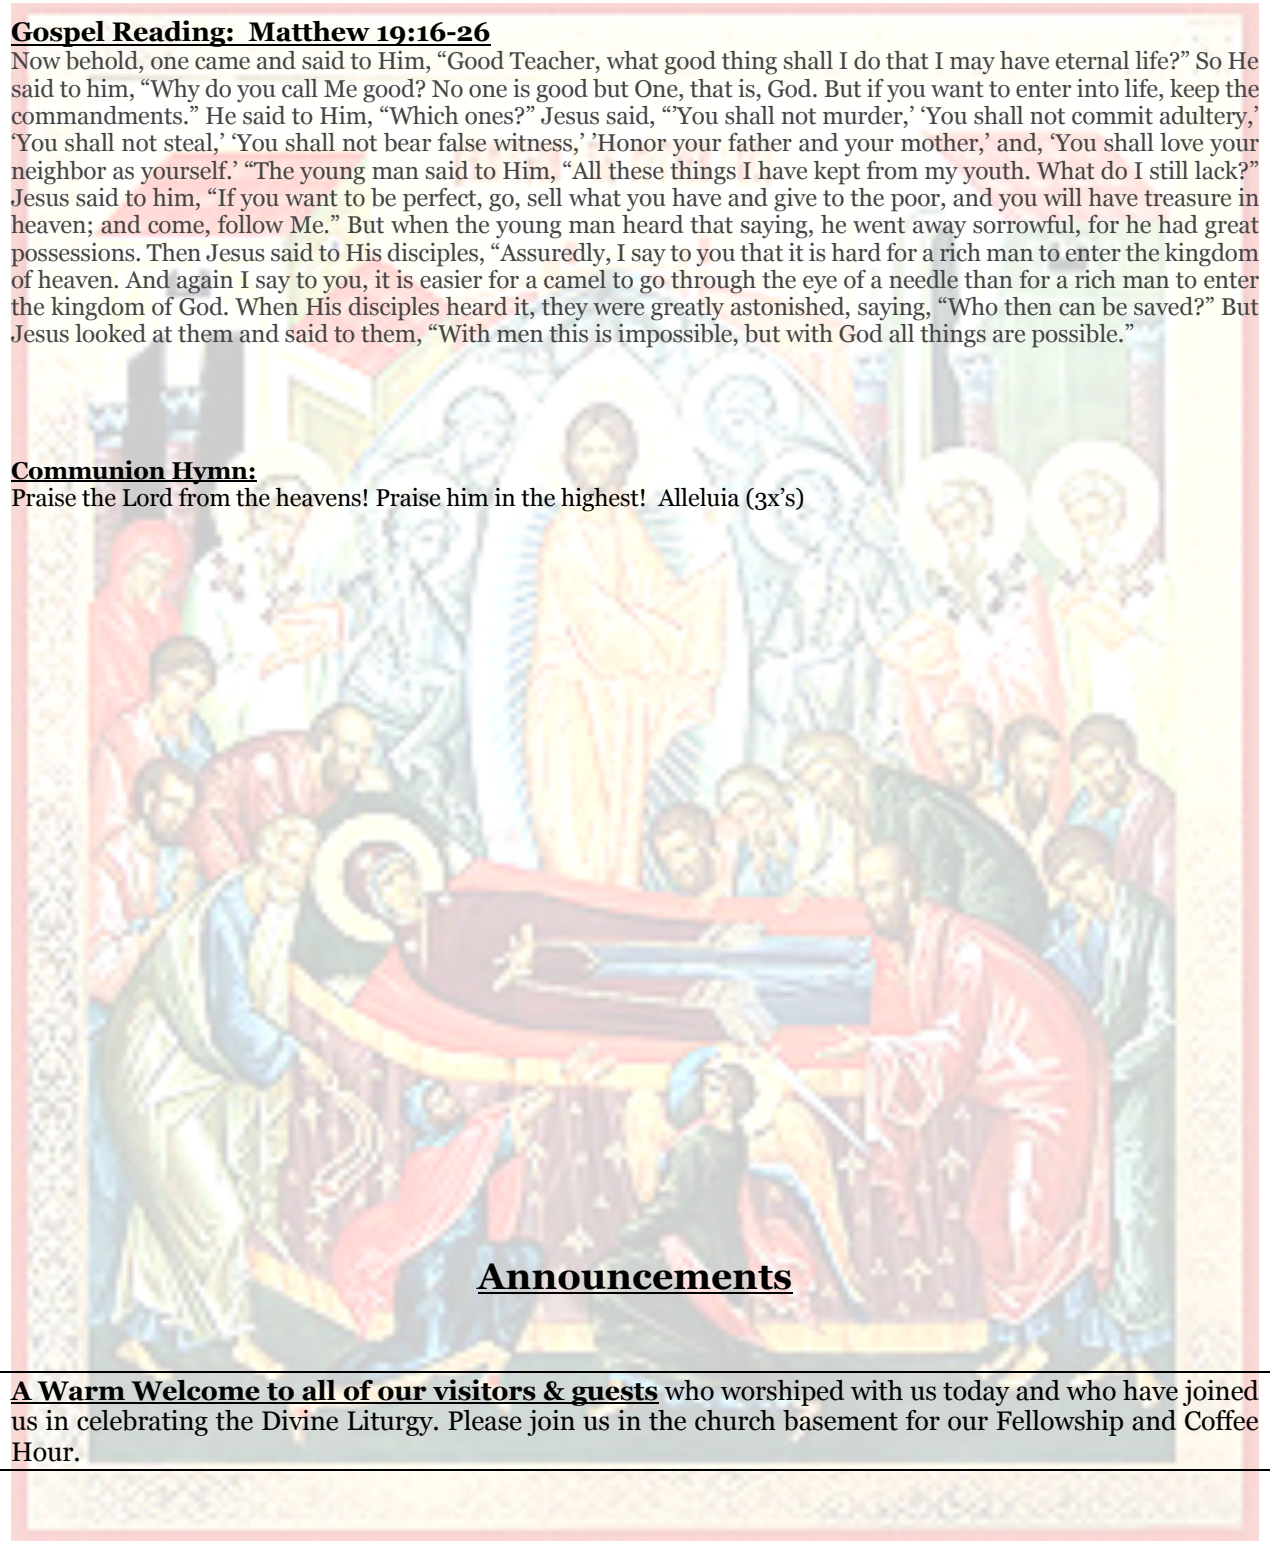 Gospel Reading:  Matthew 19:16-26
Now behold, one came and said to Him, “Good Teacher, what good thing shall I do that I may have eternal life?” So He
said to him, “Why do you call Me good? No one is good but One, that is, God. But if you want to enter into life, keep the
commandments.” He said to Him, “Which ones?” Jesus said, “’You shall not murder,’ ‘You shall not commit adultery,’
‘You shall not steal,’ ‘You shall not bear false witness,’ ’Honor your father and your mother,’ and, ‘You shall love your
neighbor as yourself.’ “The young man said to Him, “All these things I have kept from my youth. What do I still lack?”
Jesus said to him, “If you want to be perfect, go, sell what you have and give to the poor, and you will have treasure in
heaven; and come, follow Me.” But when the young man heard that saying, he went away sorrowful, for he had great
possessions. Then Jesus said to His disciples, “Assuredly, I say to you that it is hard for a rich man to enter the kingdom
of heaven. And again I say to you, it is easier for a camel to go through the eye of a needle than for a rich man to enter
the kingdom of God. When His disciples heard it, they were greatly astonished, saying, “Who then can be saved?” But
Jesus looked at them and said to them, “With men this is impossible, but with God all things are possible.”
Communion Hymn:
Praise the Lord from the heavens! Praise him in the highest!  Alleluia (3x’s)
Announcements
A Warm Welcome to all of our visitors & guests who worshiped with us today and who have joined
us in celebrating the Divine Liturgy. Please join us in the church basement for our Fellowship and Coffee
Hour.